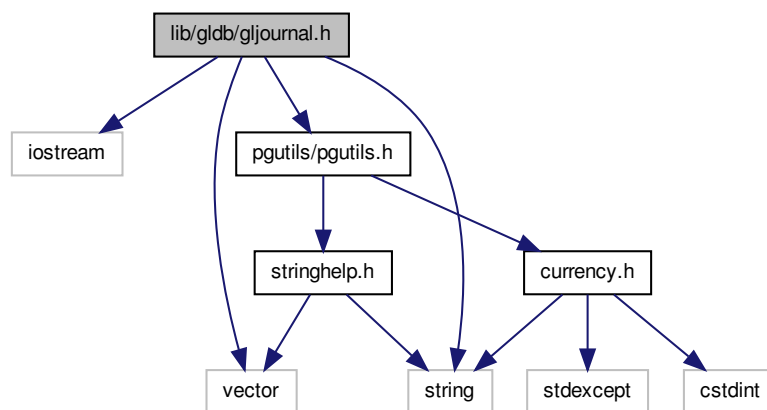 lib/gldb/gljournal.h
iostream
pgutils/pgutils.h
stringhelp.h
currency.h
vector
string
stdexcept
cstdint